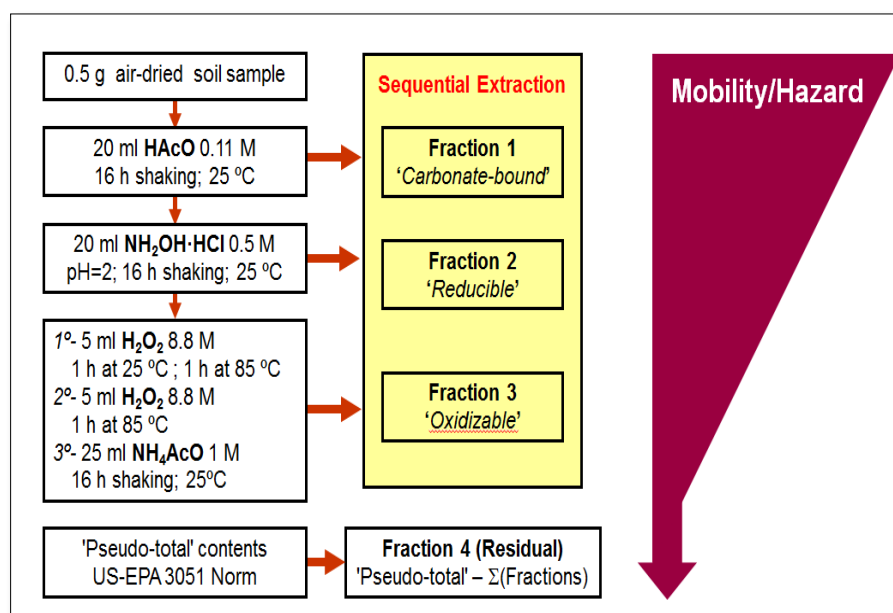 0.5 g air-dried soil sample
20 ml HAcO 0.11 M
16 h shaking; 25 ºC
20 ml NH₂OH·HCl 0.5 M
pH=2; 16 h shaking; 25 ºC
1º- 5 ml H₂O₂ 8.8 M
1 h at 25 ºC ; 1 h at 85 ºC
2º- 5 ml H₂O₂ 8.8 M
1 h at 85 ºC
3º- 25 ml NH₄AcO 1 M
16 h shaking; 25ºC
'Pseudo-total' contents
US-EPA 3051 Norm
Sequential Extraction
Fraction 1
'Carbonate-bound'
Fraction 2
'Reducible'
Fraction 3
'Oxidizable'
Fraction 4 (Residual)
'Pseudo-total' – Σ(Fractions)
Mobility/Hazard